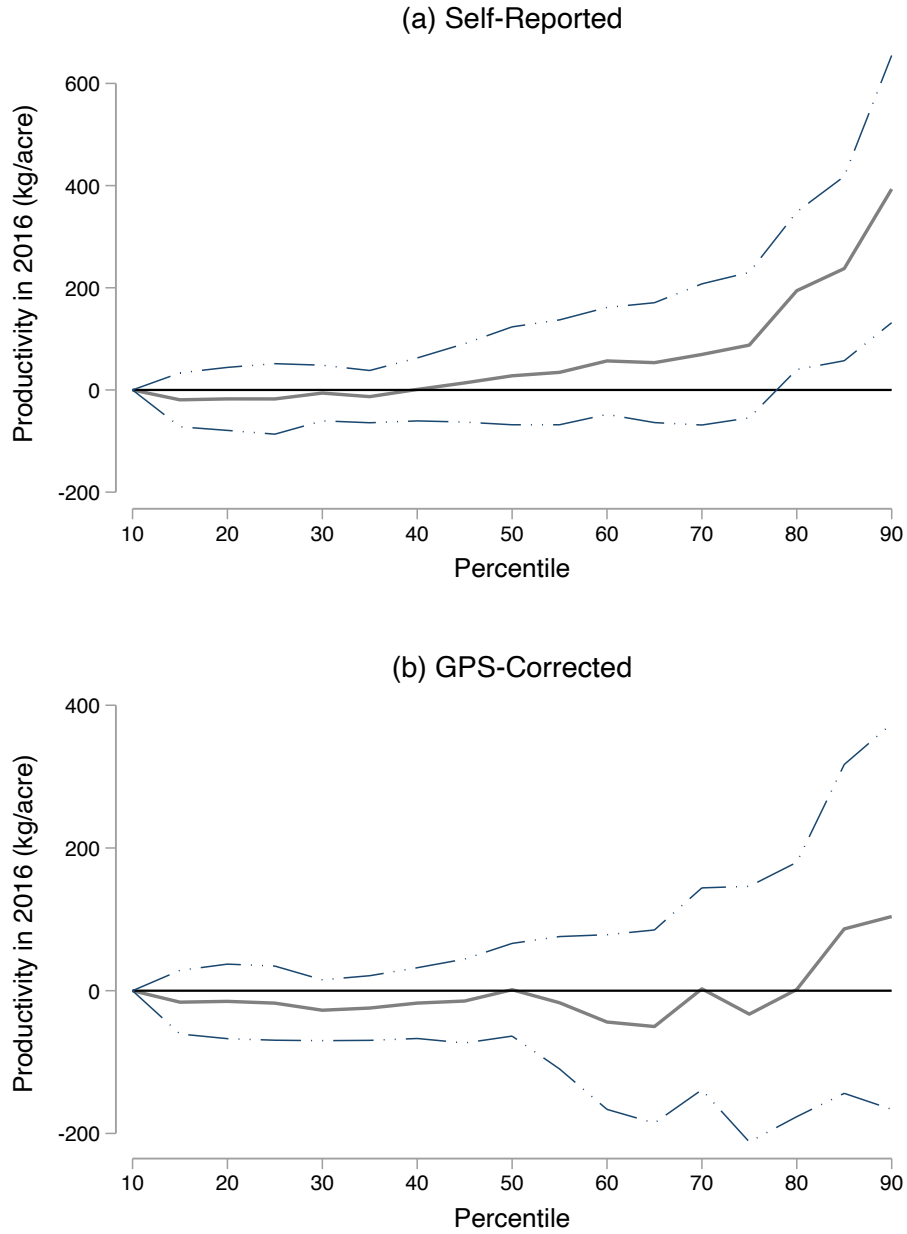 (a) Self-Reported
Productivity in 2016 (kg/acre)
600
400
200
0
-200
10 20 30 40 50 60 70 80 90
Percentile
(b) GPS-Corrected
Productivity in 2016 (kg/acre)
400
200
0
-200
10 20 30 40 50 60 70 80 90
Percentile